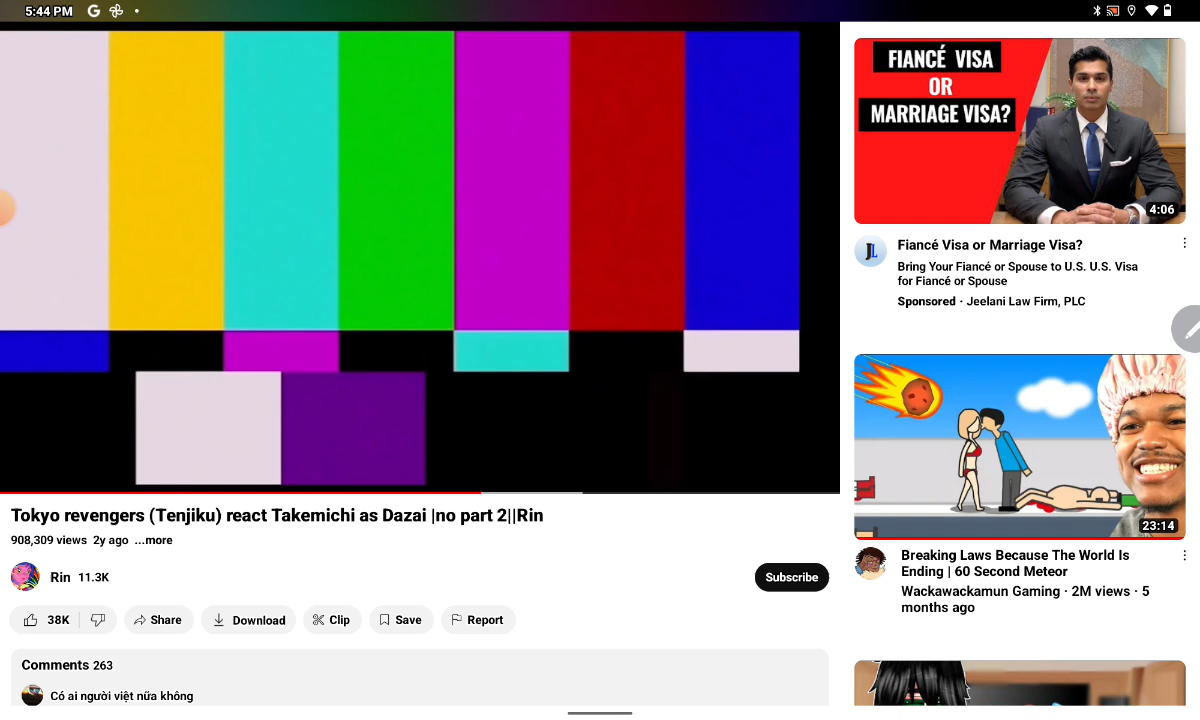 5:44 PM
Tokyo revengers (Tenjiku) react Takemichi as Dazai |no part 2||Rin
908,309 views 2y ago ...more
Rin 11.3K
Subscribe
38K
Share
Download
Clip
Save
Report
Comments 263
Có ai người việt nữa không
FIANCÉ VISA
OR
MARRIAGE VISA?
4:06
JL
Fiancé Visa or Marriage Visa?
Bring Your Fiancé or Spouse to U.S. U.S. Visa
for Fiancé or Spouse
Sponsored · Jeelani Law Firm, PLC
23:14
Breaking Laws Because The World Is
Ending | 60 Second Meteor
Wackawackamun Gaming · 2M views · 5
months ago